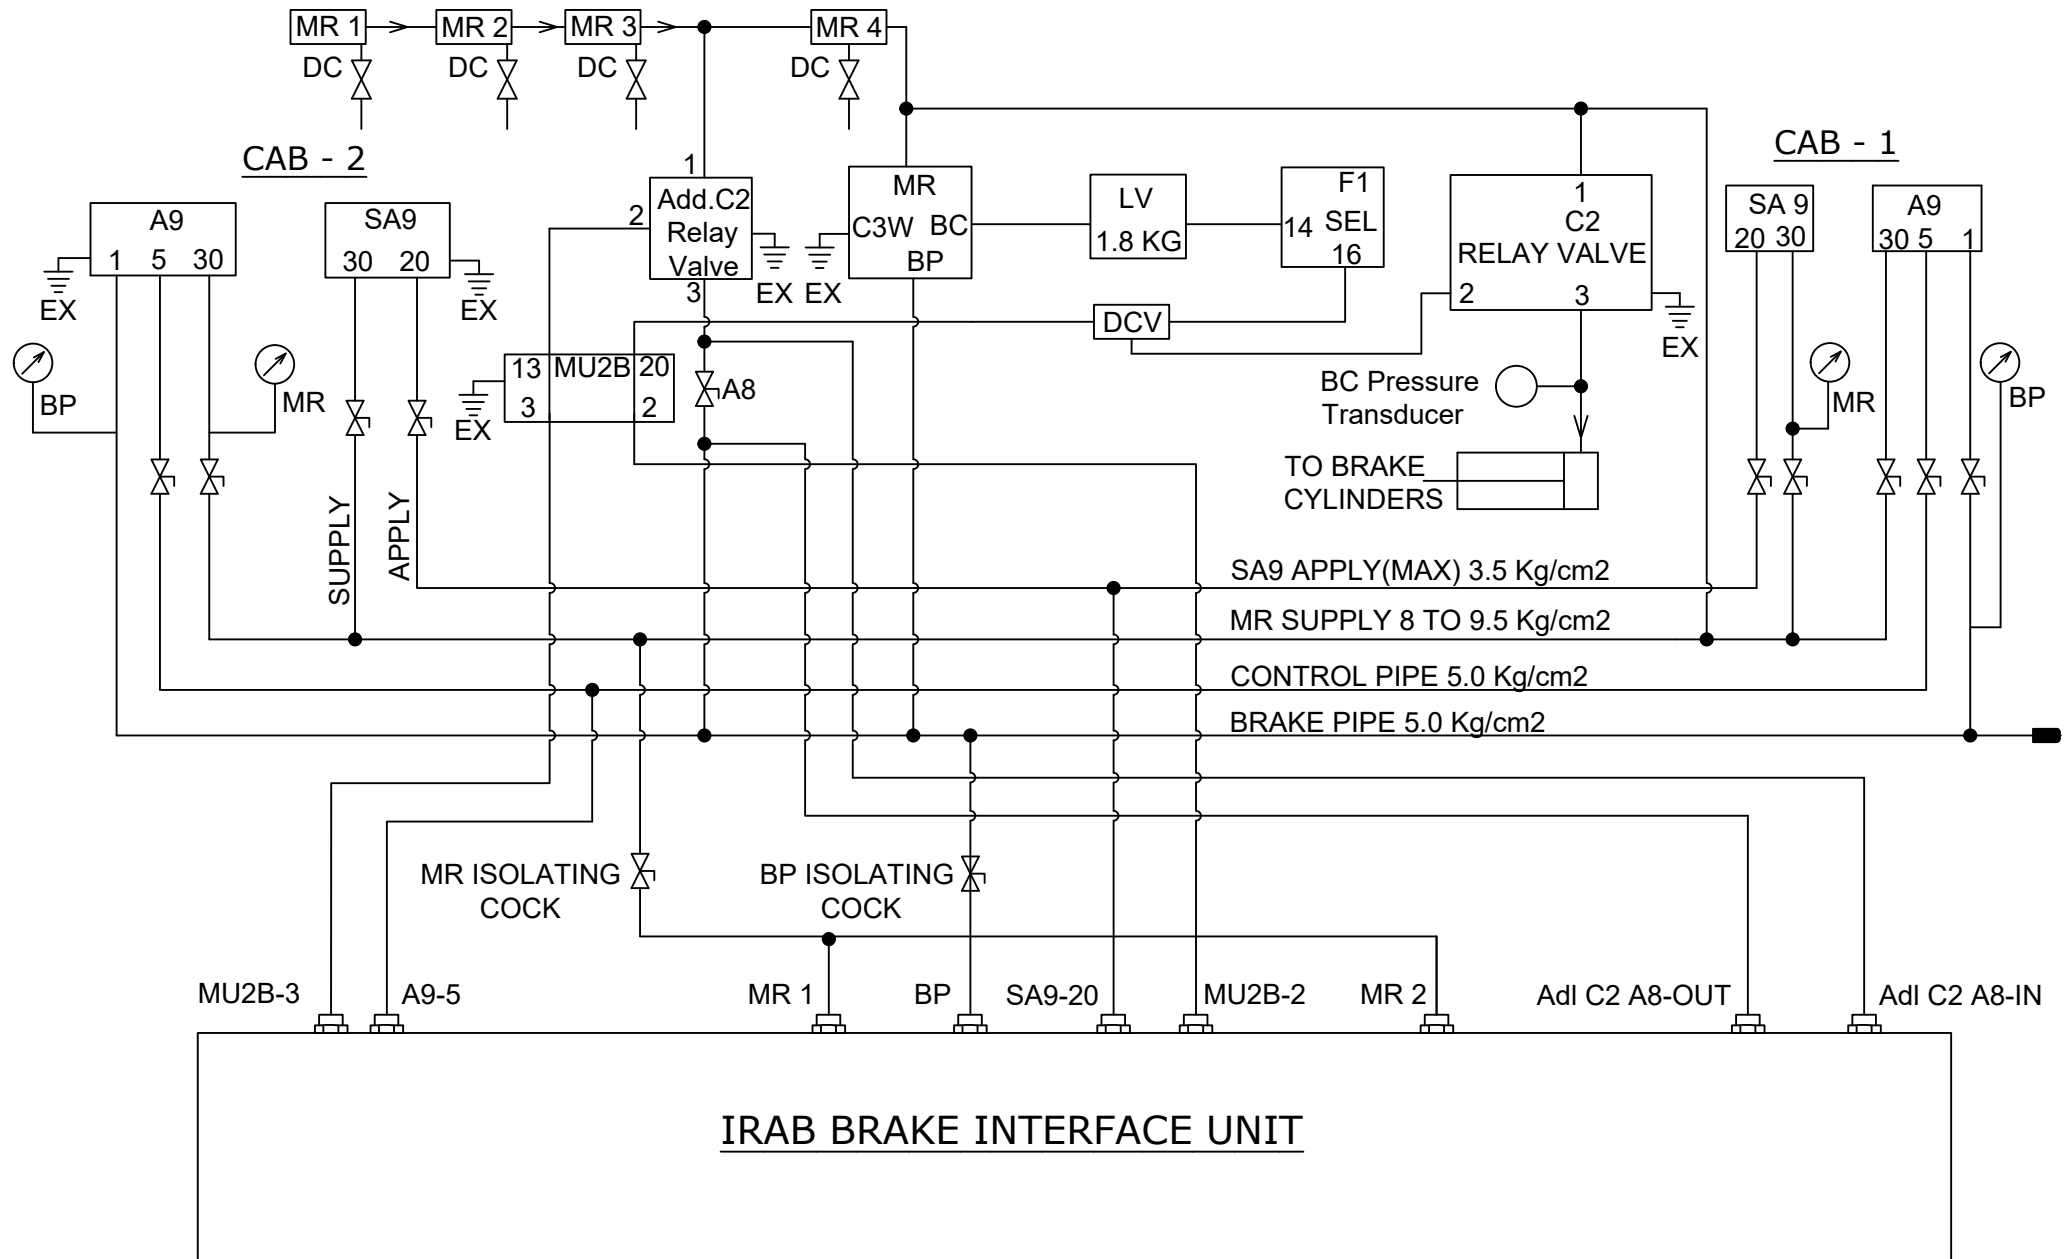 MR 1
MR 2
MR 3
MR 4
DC
DC
DC
DC
CAB - 2
CAB - 1
A9
1 5 30
EX
SA9
30 20
EX
1
2
Add.C2
Relay
Valve
3
EX
MR
C3W BC
BP
EX
LV
1.8 KG
F1
14 SEL
16
1
C2
RELAY VALVE
2 3
EX
SA 9
20 30
A9
30 5 1
BP
MR
13 MU2B 20
3 2
EX
A8
DCV
BC Pressure
Transducer
MR
BP
TO BRAKE
CYLINDERS
SUPPLY
APPLY
SA9 APPLY(MAX) 3.5 Kg/cm2
MR SUPPLY 8 TO 9.5 Kg/cm2
CONTROL PIPE 5.0 Kg/cm2
BRAKE PIPE 5.0 Kg/cm2
MR ISOLATING
COCK
BP ISOLATING
COCK
MU2B-3
A9-5
MR 1
BP
SA9-20
MU2B-2
MR 2
Adl C2 A8-OUT
Adl C2 A8-IN
IRAB BRAKE INTERFACE UNIT